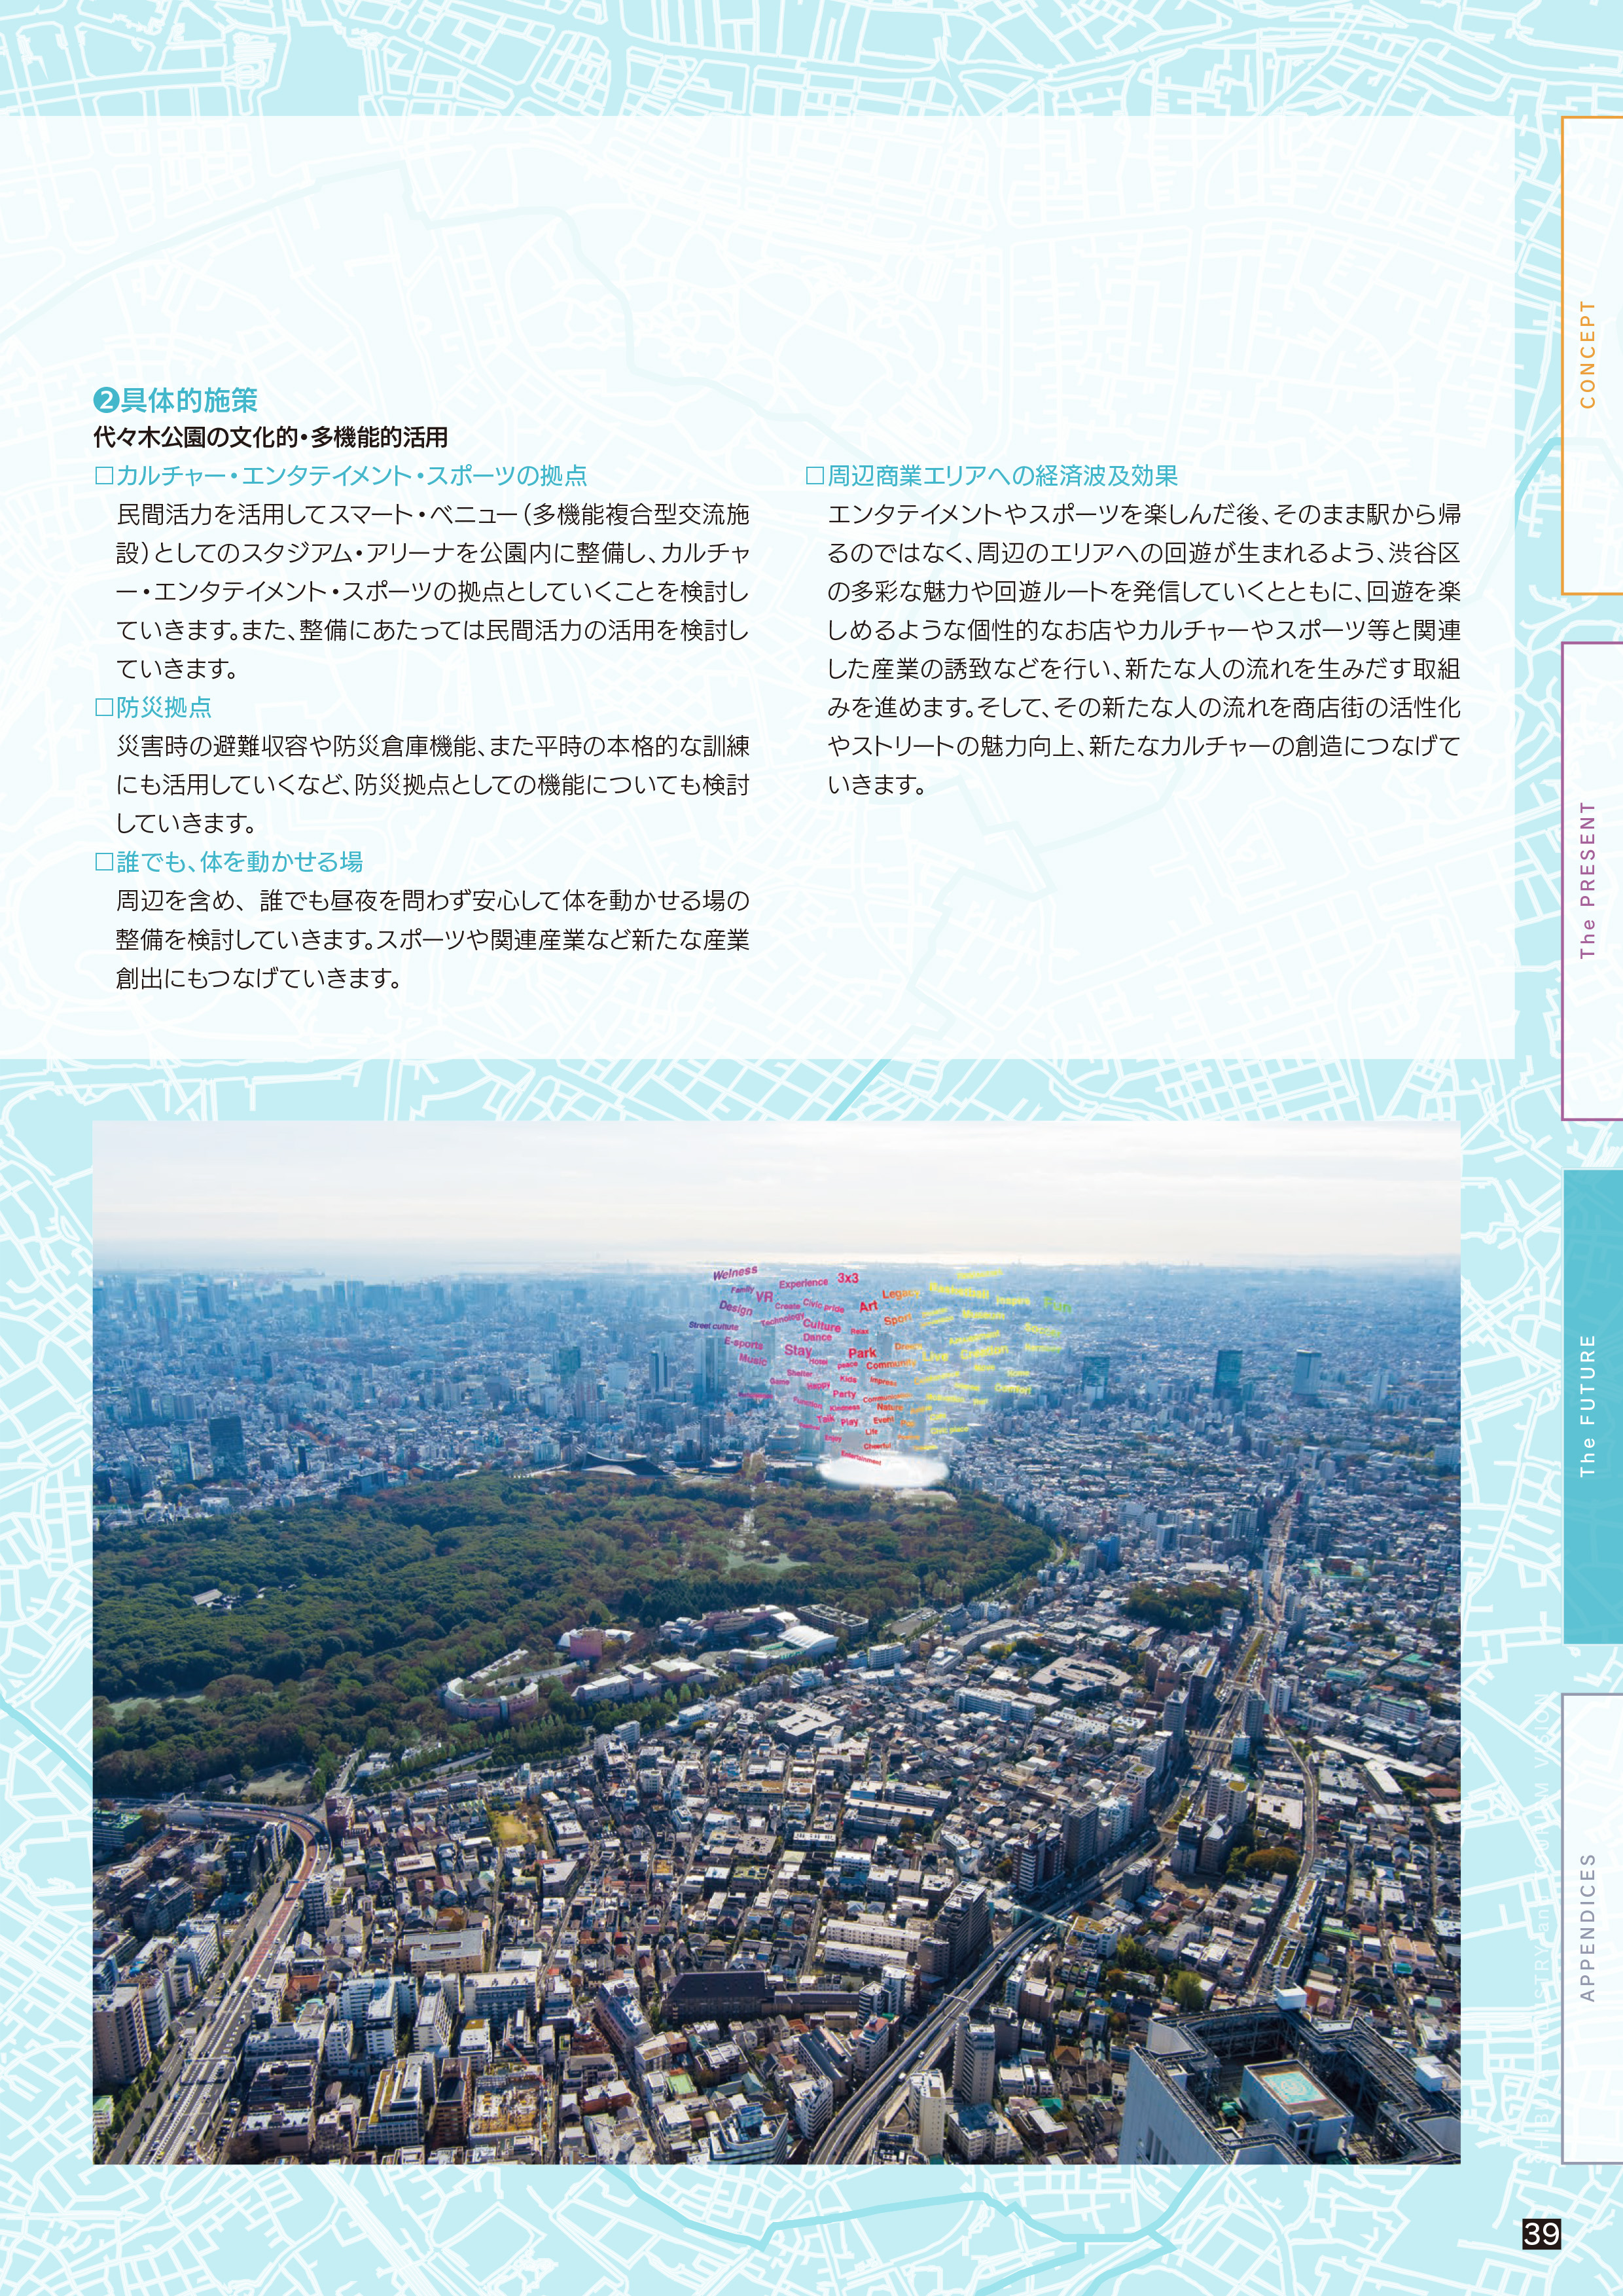 ❷具体的施策
代々木公園の文化的・多機能的活用
□カルチャー・エンタテイメント・スポーツの拠点
民間活力を活用してスマート・ベニュー（多機能複合型交流施
設）としてのスタジアム・アリーナを公園内に整備し、カルチャ
ー・エンタテイメント・スポーツの拠点としていくことを検討し
ていきます。また、整備にあたっては民間活力の活用を検討し
ていきます。
□防災拠点
災害時の避難収容や防災倉庫機能、また平時の本格的な訓練
にも活用していくなど、防災拠点としての機能についても検討
していきます。
□誰でも、体を動かせる場
周辺を含め、誰でも昼夜を問わず安心して体を動かせる場の
整備を検討していきます。スポーツや関連産業など新たな産業
創出にもつなげていきます。
□周辺商業エリアへの経済波及効果
エンタテイメントやスポーツを楽しんだ後、そのまま駅から帰
るのではなく、周辺のエリアへの回遊が生まれるよう、渋谷区
の多彩な魅力や回遊ルートを発信していくとともに、回遊を楽
しめるような個性的なお店やカルチャーやスポーツ等と関連
した産業の誘致などを行い、新たな人の流れを生みだす取組
みを進めます。そして、その新たな人の流れを商店街の活性化
やストリートの魅力向上、新たなカルチャーの創造につなげて
いきます。
CONCEPT
The PRESENT
The FUTURE
APPENDICES
Welness
Family
VR
Experience
3x3
Design
Create
Civic pride
Art
Legacy
Basketball
Inspire
Fun
Street culture
Technology
Culture
Dance
Relax
Sport
Museum
Soccer
E-sports
Music
Stay
Hotel
Park
peace
Community
Live
Creation
Amusement
Move
Shelter
Game
Happy
Kids
Impress
Party
Function
Kindness
Communication
Nature
Talk
Play
Event
Life
Enjoy
Cheerful
Civic place
Entertainment
39